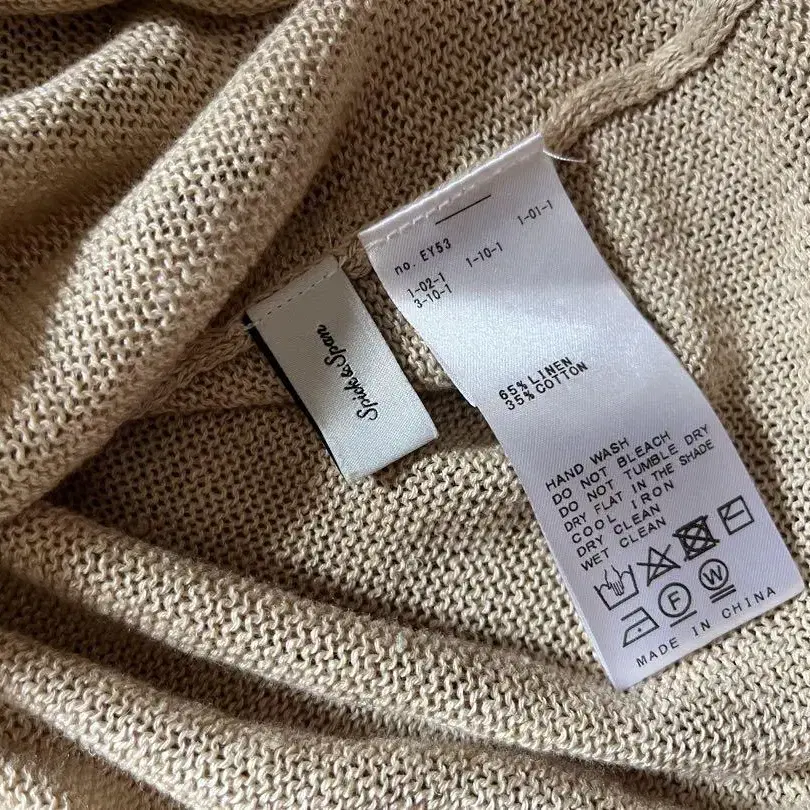 Spick & Span
no. EY53
1-02-1 1-10-1 1-01-1
3-10-1
65% LINEN
35% COTTON
HAND WASH
DO NOT BLEACH
DO NOT TUMBLE DRY
DRY FLAT IN THE SHADE
COOL IRON
DRY CLEAN
WET CLEAN
F W
MADE IN CHINA